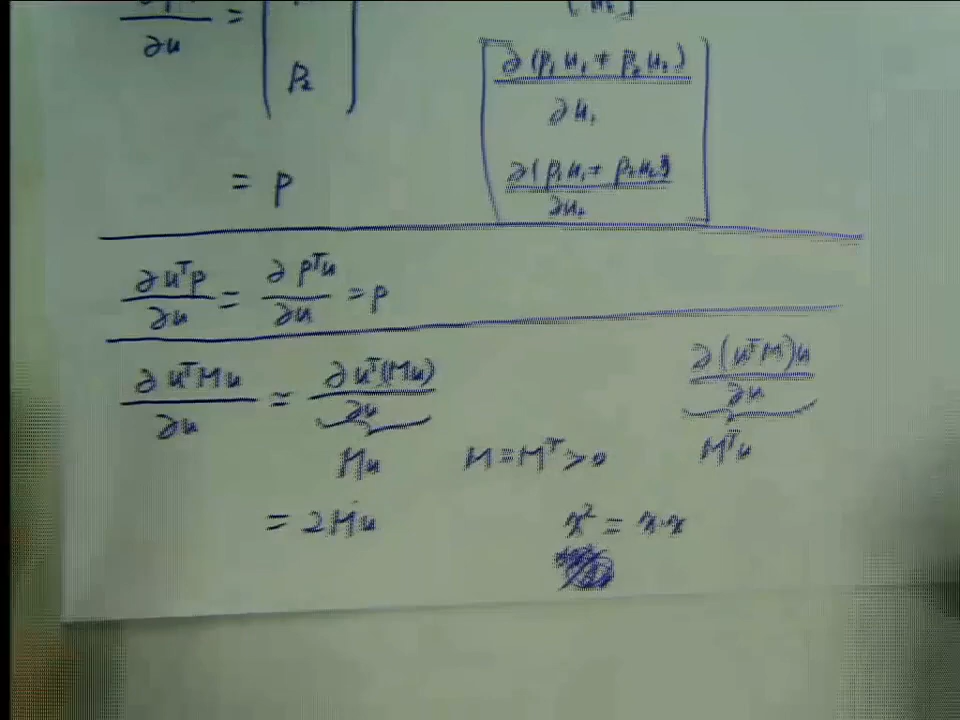 ∂u = [ p₂ ]
= p
∂(p₁u₁ + p₂u₂)
∂u₁
∂(p₁u₁ + p₂u₂)
∂u₂
∂uᵀp / ∂u = ∂pᵀu / ∂u = p
∂uᵀMu / ∂u = ∂uᵀ(Mu) / ∂u    ∂(uᵀM)u / ∂u
Mu    M = Mᵀ > 0    Mᵀu
= 2Mu    x² = x·x